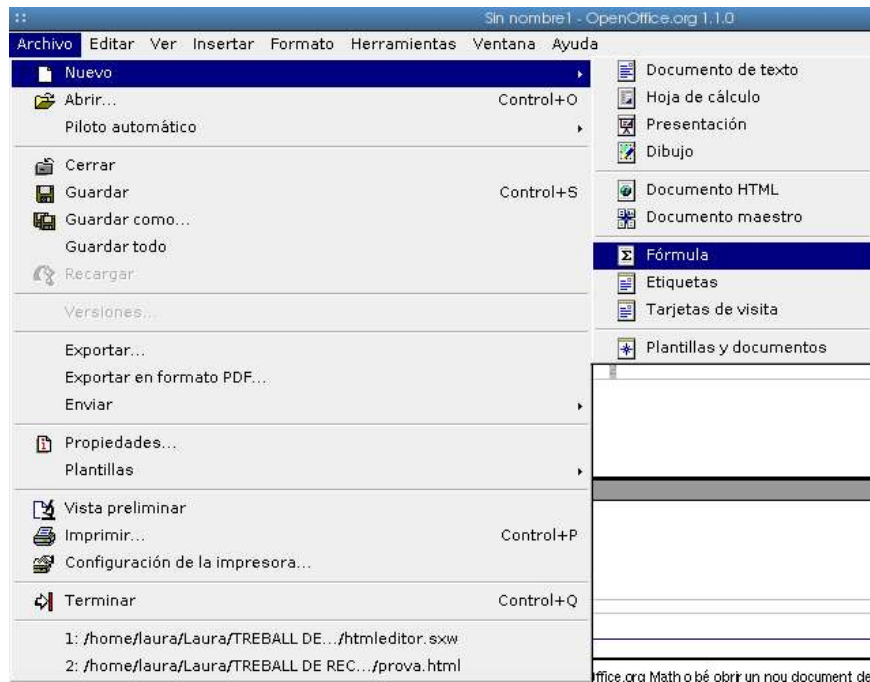 Sin nombre1 - OpenOffice.org 1.1.0
Archivo Editar Ver Insertar Formato Herramientas Ventana Ayuda
Nuevo
Abrir... Control+O
Piloto automático
Cerrar
Guardar Control+S
Guardar como...
Guardar todo
Recargar
Versiones...
Exportar...
Exportar en formato PDF...
Enviar
Propiedades...
Plantillas
Vista preliminar
Imprimir... Control+P
Configuración de la impresora...
Terminar Control+Q
1: /home/laura/Laura/TREBALL DE.../htmleditor.sxw
2: /home/laura/Laura/TREBALL DE REC.../prova.html
Documento de texto
Hoja de cálculo
Presentación
Dibujo
Documento HTML
Documento maestro
Fórmula
Etiquetas
Tarjetas de visita
Plantillas y documentos
ffice.org Math o bé obrir un nou document de